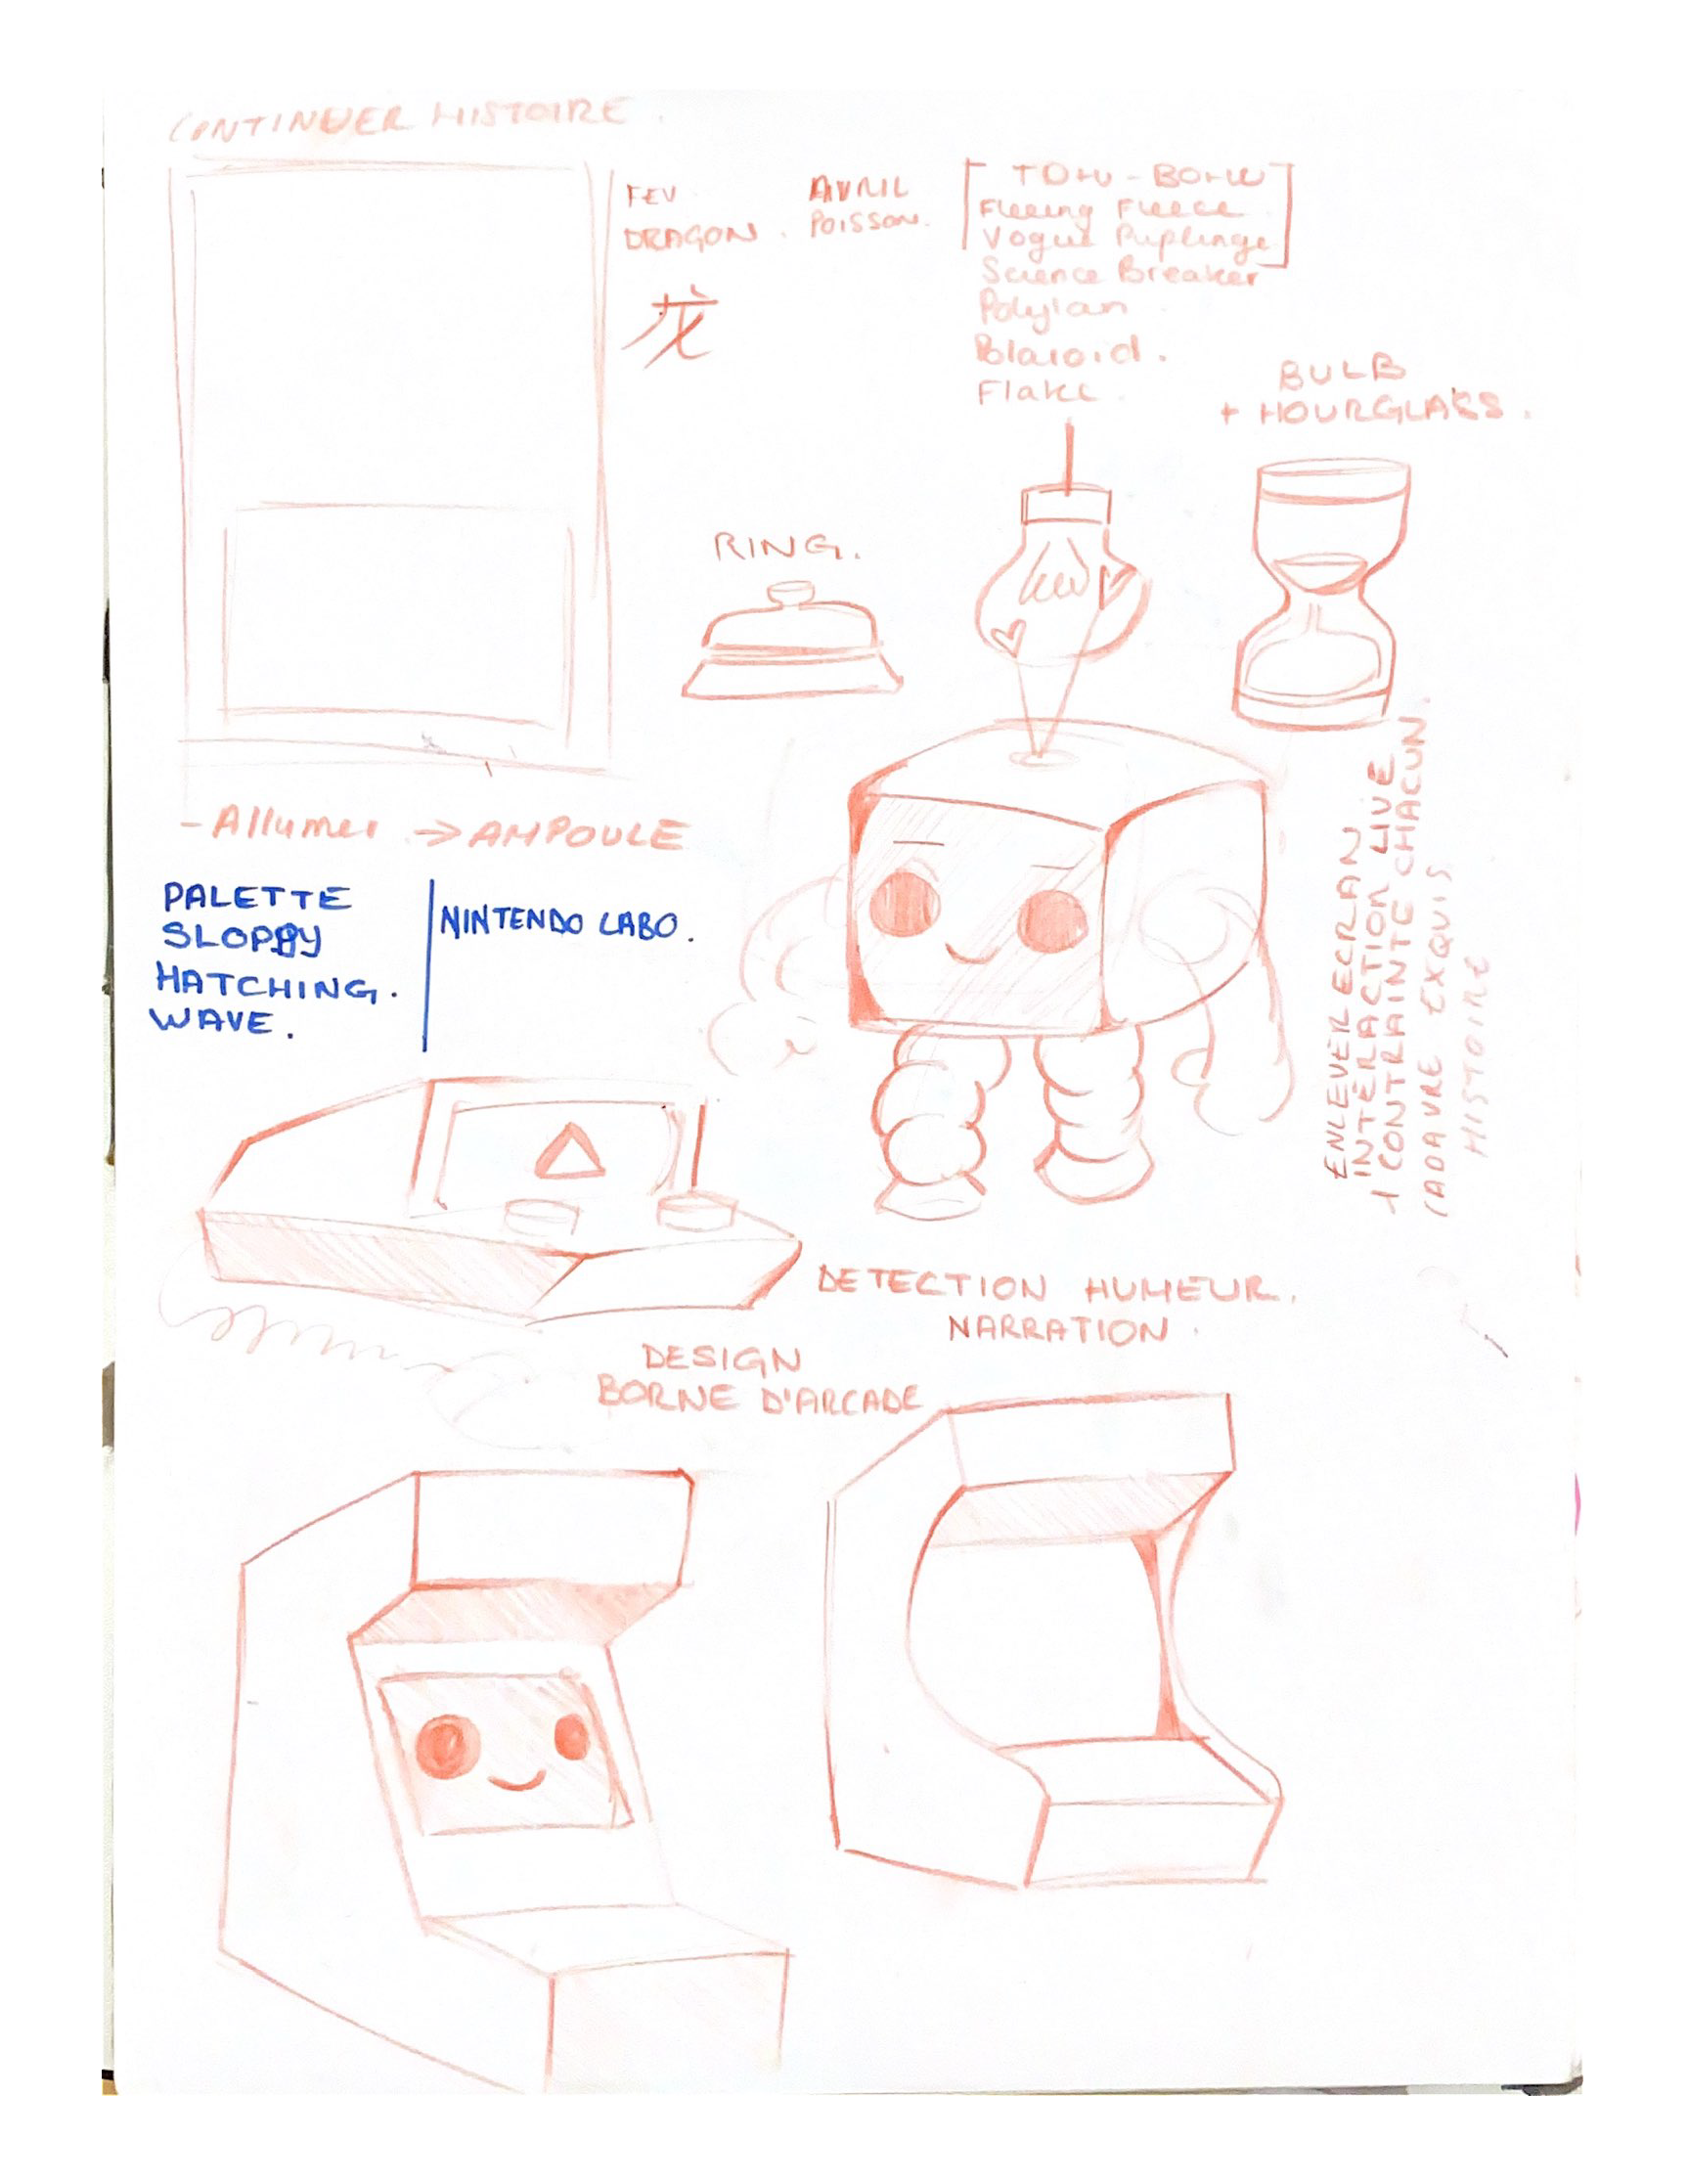 CONTINUER HISTOIRE.
FEV
DRAGON.
龙
AVRIL
POISSON.
TOHU-BOHU
Fleeing Fleece
Vogue
Science Breaker
Polaroid.
Flake.
BULB
+ HOURGLASS.
RING.
- Allumer → AMPOULE
PALETTE
SLOPPY
HATCHING.
WAVE.
NINTENDO LABO.
ENLEVER ECRAN
INTERACTION LIVE
1 CONTRAINTE CHACUN.
CADAVRE EXQUIS
HISTOIRE
DETECTION HUMEUR.
NARRATION.
DESIGN
BORNE D'ARCADE